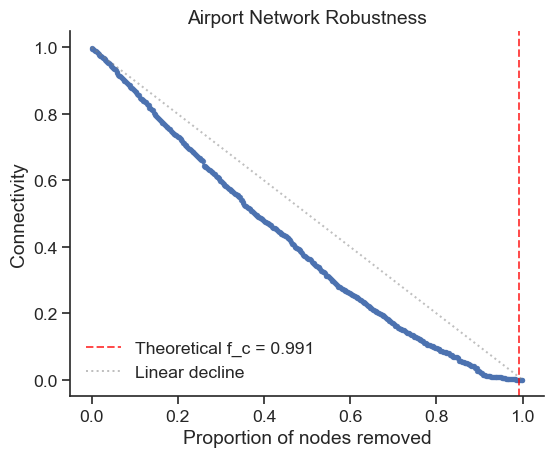 Airport Network Robustness
1.0
0.8
0.6
0.4
0.2
0.0
Connectivity
Theoretical f_c = 0.991
Linear decline
0.0 0.2 0.4 0.6 0.8 1.0
Proportion of nodes removed